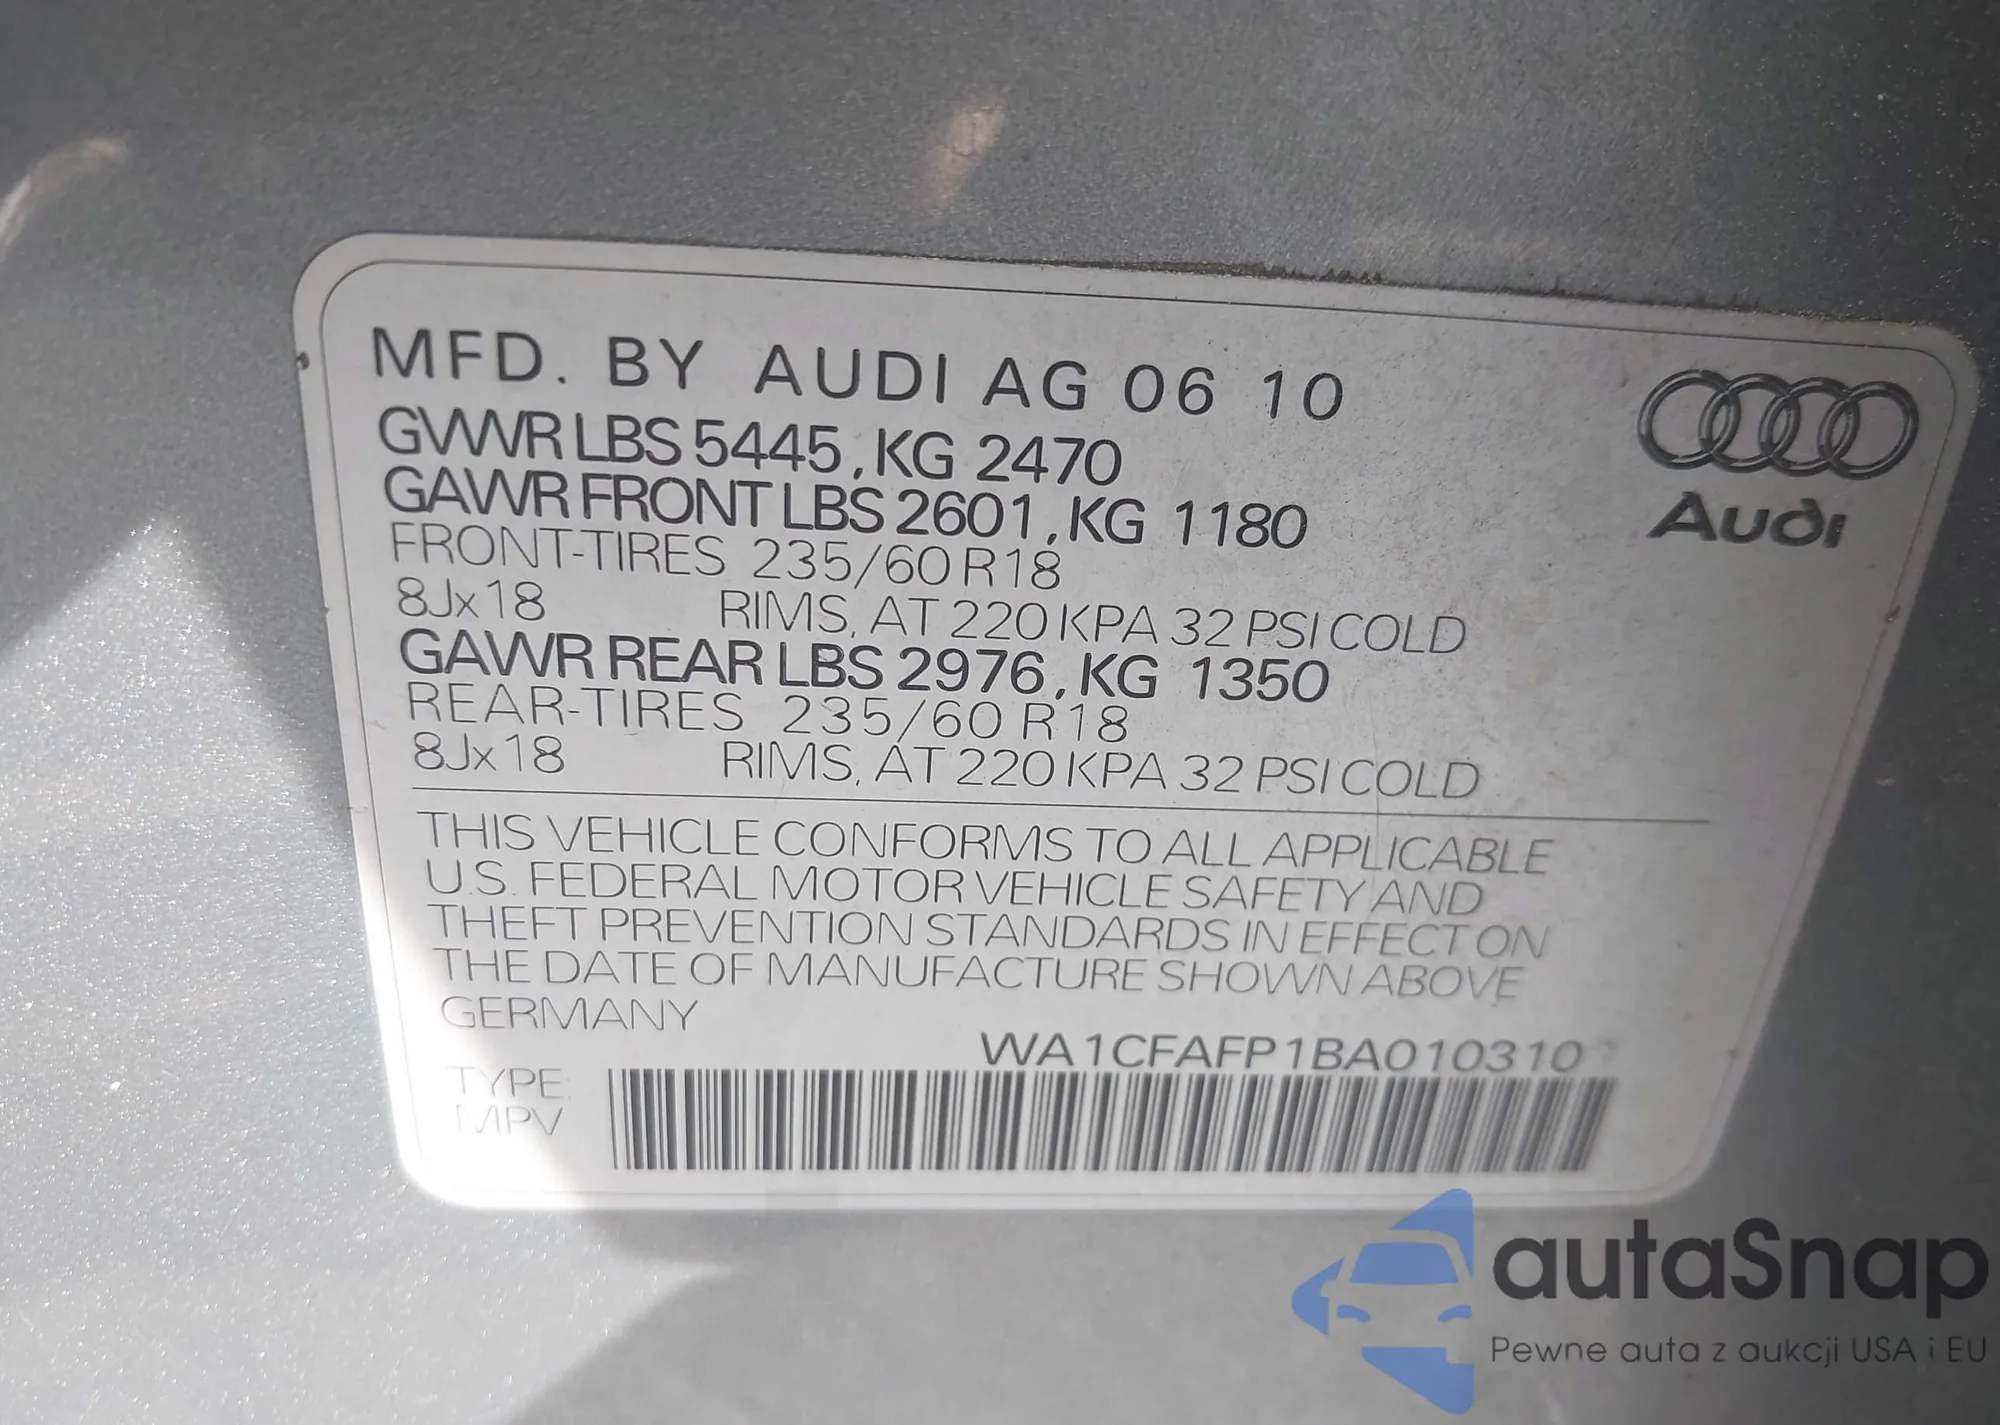 MFD. BY AUDI AG 06 10
GVWR LBS 5445, KG 2470
GAWR FRONT LBS 2601, KG 1180
FRONT-TIRES 235/60 R18
8Jx18 RIMS, AT 220 KPA 32 PSI COLD
GAWR REAR LBS 2976, KG 1350
REAR-TIRES 235/60 R18
8Jx18 RIMS, AT 220 KPA 32 PSI COLD
Audi
THIS VEHICLE CONFORMS TO ALL APPLICABLE
U.S. FEDERAL MOTOR VEHICLE SAFETY AND
THEFT PREVENTION STANDARDS IN EFFECT ON
THE DATE OF MANUFACTURE SHOWN ABOVE
GERMANY
WA1CFAFP1BA010310
TYPE:
MPV
autaSnap
Pewne auta z aukcji USA i EU